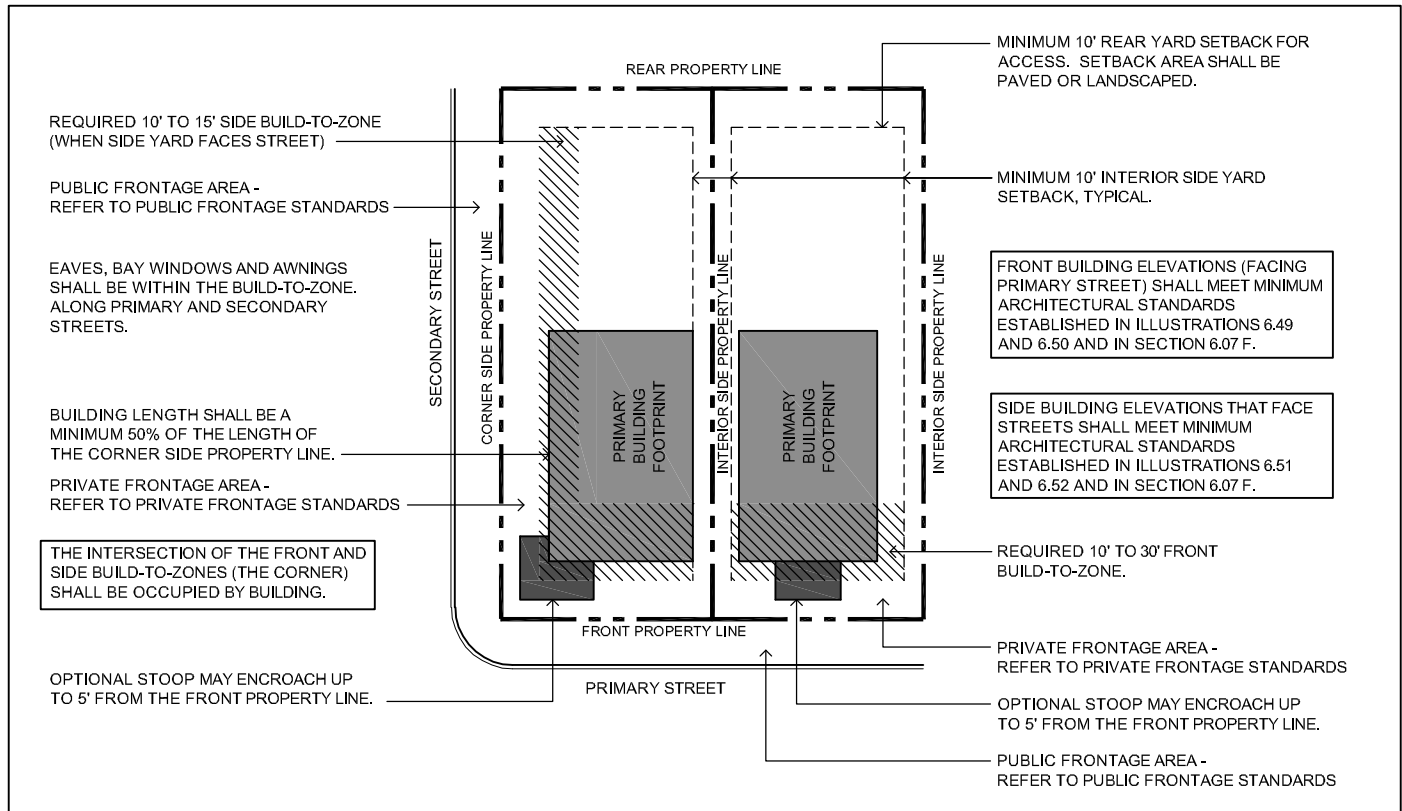 REQUIRED 10' TO 15' SIDE BUILD-TO-ZONE
(WHEN SIDE YARD FACES STREET)
PUBLIC FRONTAGE AREA -
REFER TO PUBLIC FRONTAGE STANDARDS
EAVES, BAY WINDOWS AND AWNINGS
SHALL BE WITHIN THE BUILD-TO-ZONE.
ALONG PRIMARY AND SECONDARY
STREETS.
BUILDING LENGTH SHALL BE A
MINIMUM 50% OF THE LENGTH OF
THE CORNER SIDE PROPERTY LINE.
PRIVATE FRONTAGE AREA -
REFER TO PRIVATE FRONTAGE STANDARDS
THE INTERSECTION OF THE FRONT AND
SIDE BUILD-TO-ZONES (THE CORNER)
SHALL BE OCCUPIED BY BUILDING.
OPTIONAL STOOP MAY ENCROACH UP
TO 5' FROM THE FRONT PROPERTY LINE.
SECONDARY STREET
CORNER SIDE PROPERTY LINE
REAR PROPERTY LINE
PRIMARY
BUILDING
FOOTPRINT
INTERIOR SIDE PROPERTY LINE
PRIMARY
BUILDING
FOOTPRINT
INTERIOR SIDE PROPERTY LINE
FRONT PROPERTY LINE
PRIMARY STREET
MINIMUM 10' REAR YARD SETBACK FOR
ACCESS. SETBACK AREA SHALL BE
PAVED OR LANDSCAPED.
MINIMUM 10' INTERIOR SIDE YARD
SETBACK, TYPICAL.
FRONT BUILDING ELEVATIONS (FACING
PRIMARY STREET) SHALL MEET MINIMUM
ARCHITECTURAL STANDARDS
ESTABLISHED IN ILLUSTRATIONS 6.49
AND 6.50 AND IN SECTION 6.07 F.
SIDE BUILDING ELEVATIONS THAT FACE
STREETS SHALL MEET MINIMUM
ARCHITECTURAL STANDARDS
ESTABLISHED IN ILLUSTRATIONS 6.51
AND 6.52 AND IN SECTION 6.07 F.
REQUIRED 10' TO 30' FRONT
BUILD-TO-ZONE.
PRIVATE FRONTAGE AREA -
REFER TO PRIVATE FRONTAGE STANDARDS
OPTIONAL STOOP MAY ENCROACH UP
TO 5' FROM THE FRONT PROPERTY LINE.
PUBLIC FRONTAGE AREA -
REFER TO PUBLIC FRONTAGE STANDARDS